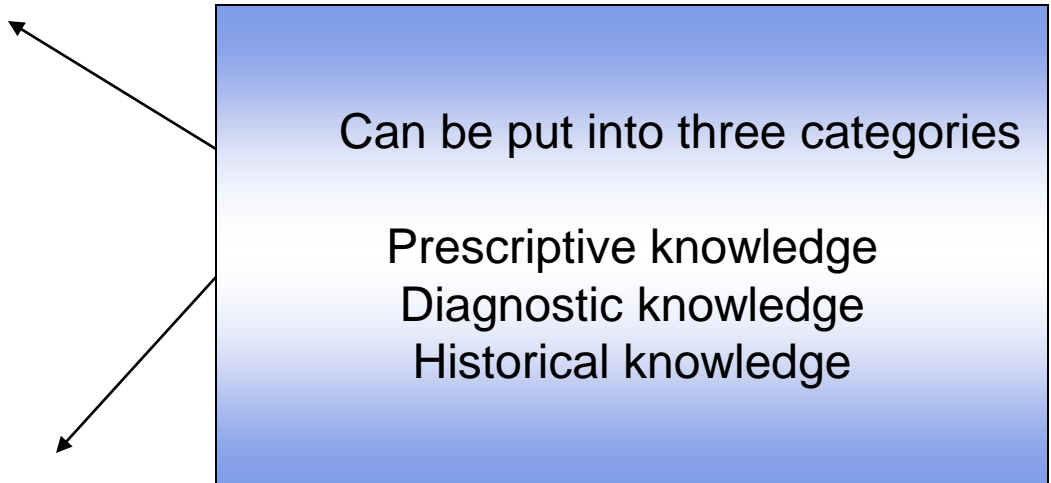 Can be put into three categories
Prescriptive knowledge
Diagnostic knowledge
Historical knowledge